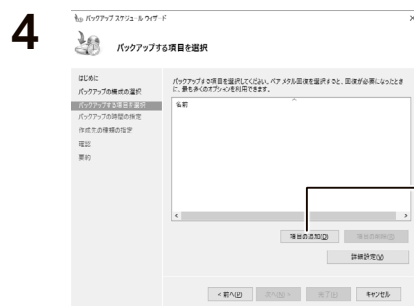 4
バックアップ スケジュール ウィザード
バックアップする項目を選択
はじめに
バックアップの構成の選択
バックアップする項目を選択
バックアップの時間の指定
作成先の種類の指定
確認
要約
バックアップする項目を選択してください。ベア メタル回復を選択すると、回復が必要になったとき
に、最も多くのオプションを利用できます。
名前
項目の追加(D)
項目の削除(E)
詳細設定(V)
< 前へ(P)
次へ(N) >
完了(I)
キャンセル